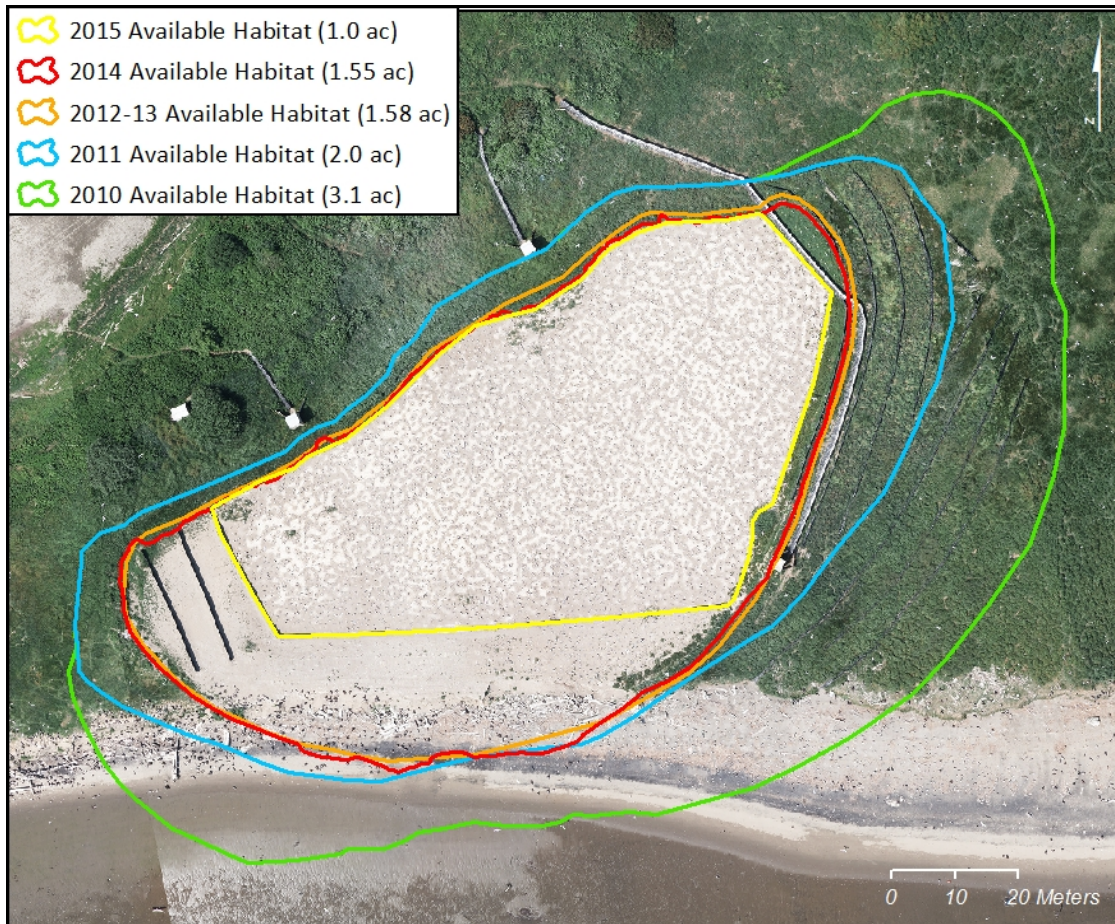 2015 Available Habitat (1.0 ac)
2014 Available Habitat (1.55 ac)
2012-13 Available Habitat (1.58 ac)
2011 Available Habitat (2.0 ac)
2010 Available Habitat (3.1 ac)
N
0 10 20 Meters